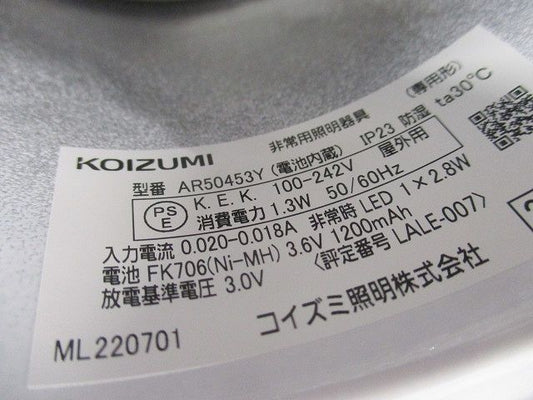 KOIZUMI
非常用照明器具
(専用形)
型番 AR50453Y (電池内蔵) IP23 防湿 ta30℃
PS
E
K. E. K. 100-242V 屋外用
消費電力 1.3W 50/60Hz
入力電流 0.020-0.018A 非常時 LED 1×2.8W
電池 FK706(Ni-MH) 3.6V 1200mAh
放電基準電圧 3.0V 〈評定番号 LALE-007〉
コイズミ照明株式会社
ML220701